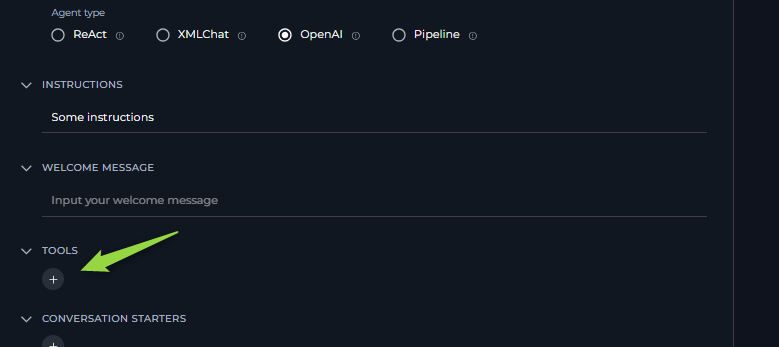 Agent type
ReAct XMLChat OpenAI Pipeline
INSTRUCTIONS
Some instructions
WELCOME MESSAGE
Input your welcome message
TOOLS
+
CONVERSATION STARTERS
+